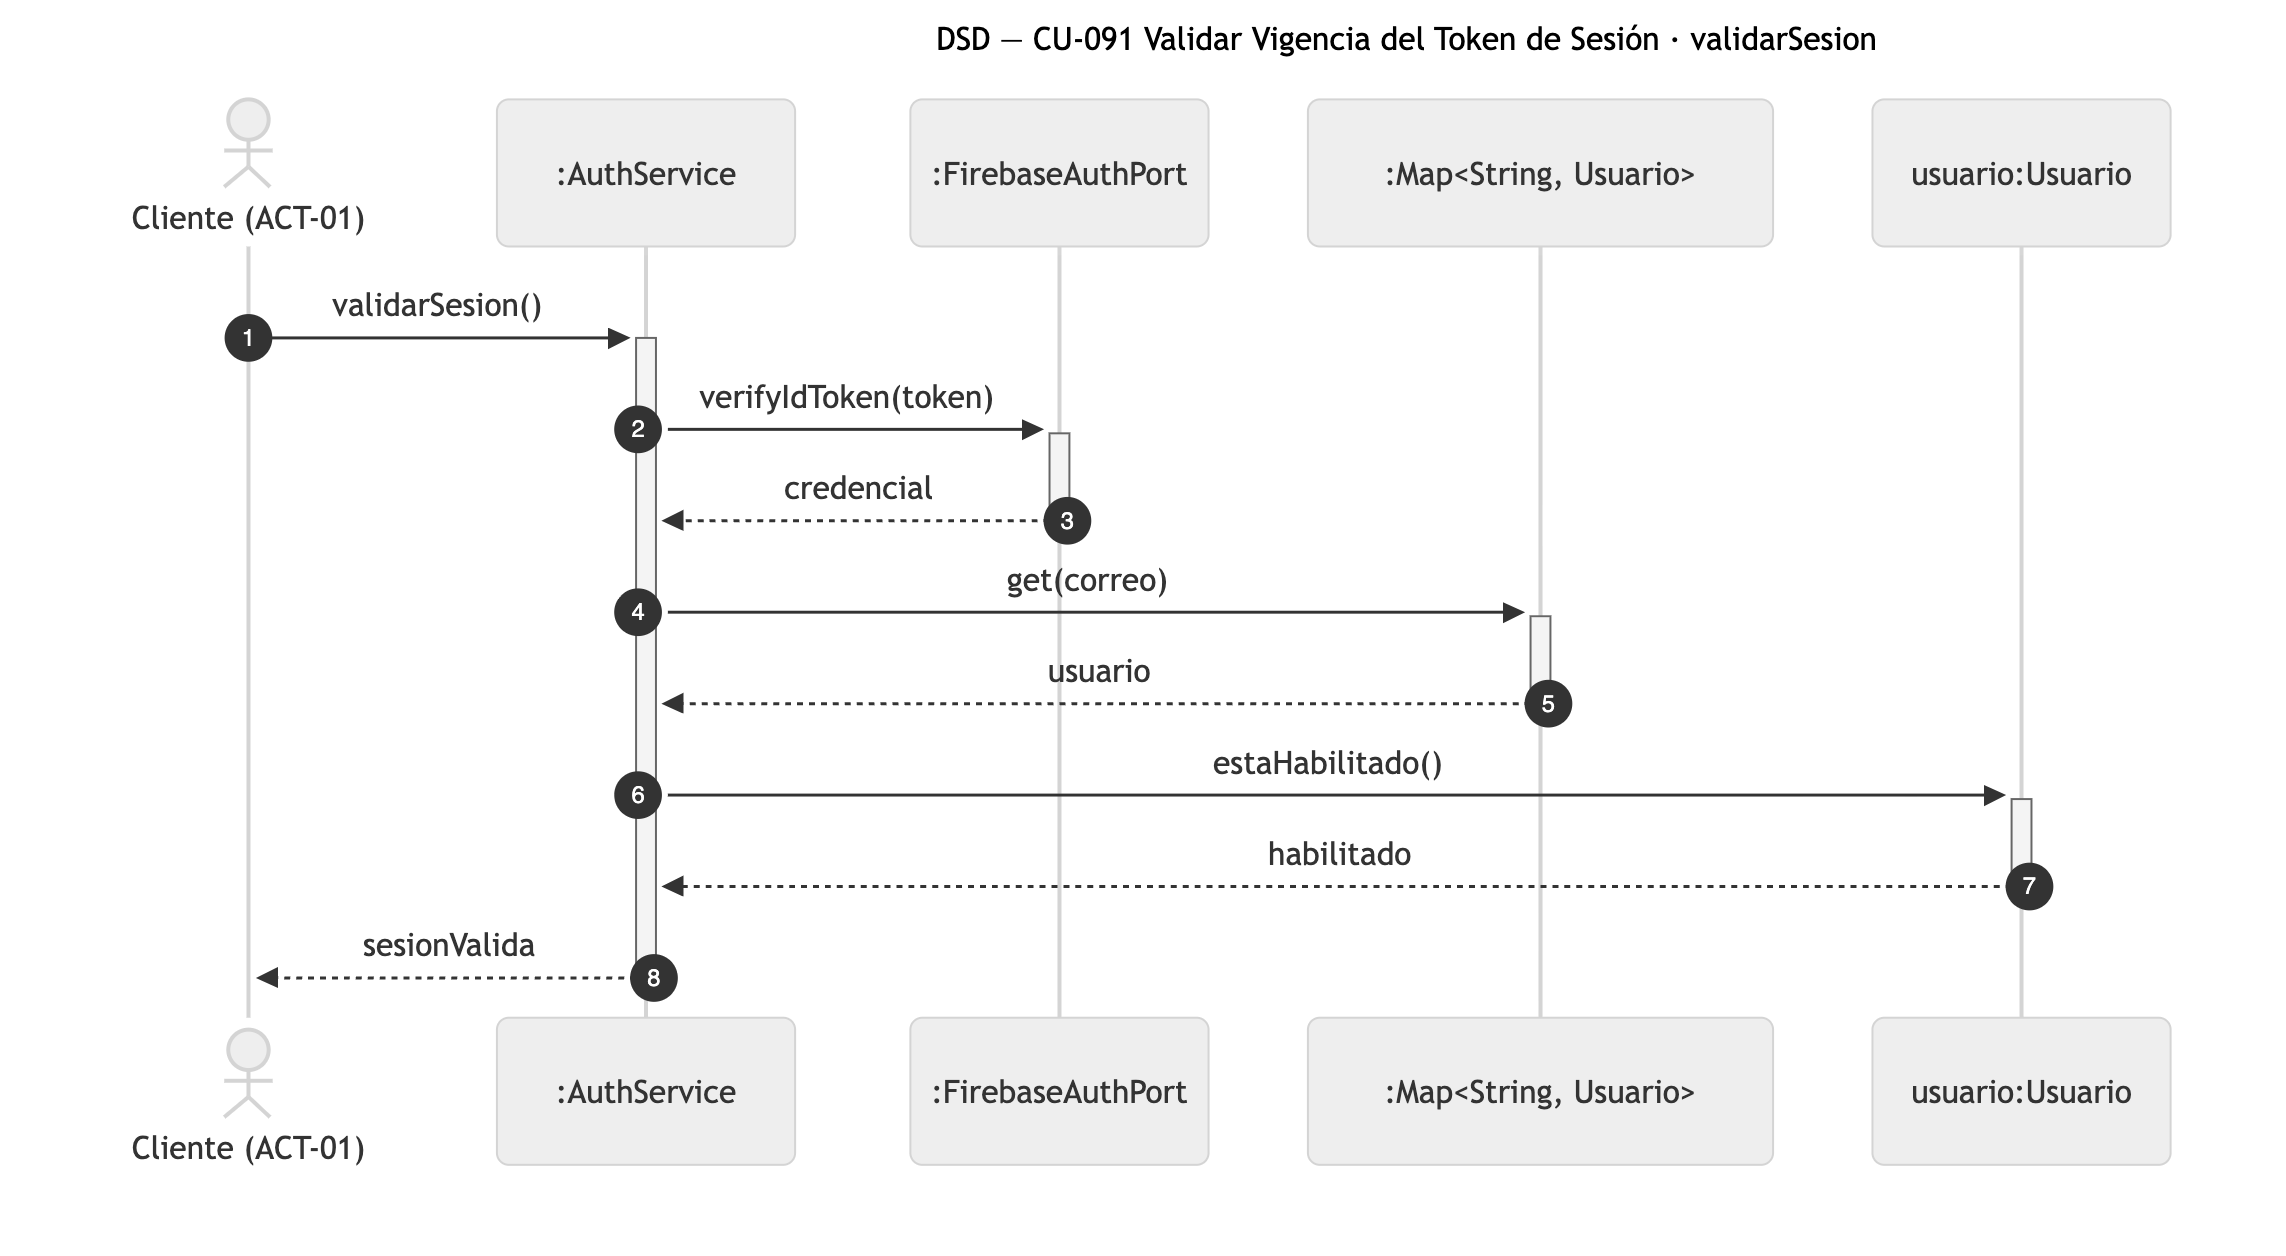 DSD — CU-091 Validar Vigencia del Token de Sesión · validarSesion
Cliente (ACT-01)
:AuthService
:FirebaseAuthPort
:Map<String, Usuario>
usuario:Usuario
validarSesion()
1
verifyIdToken(token)
2
credencial
3
get(correo)
4
usuario
5
estaHabilitado()
6
habilitado
7
sesionValida
8
Cliente (ACT-01)
:AuthService
:FirebaseAuthPort
:Map<String, Usuario>
usuario:Usuario